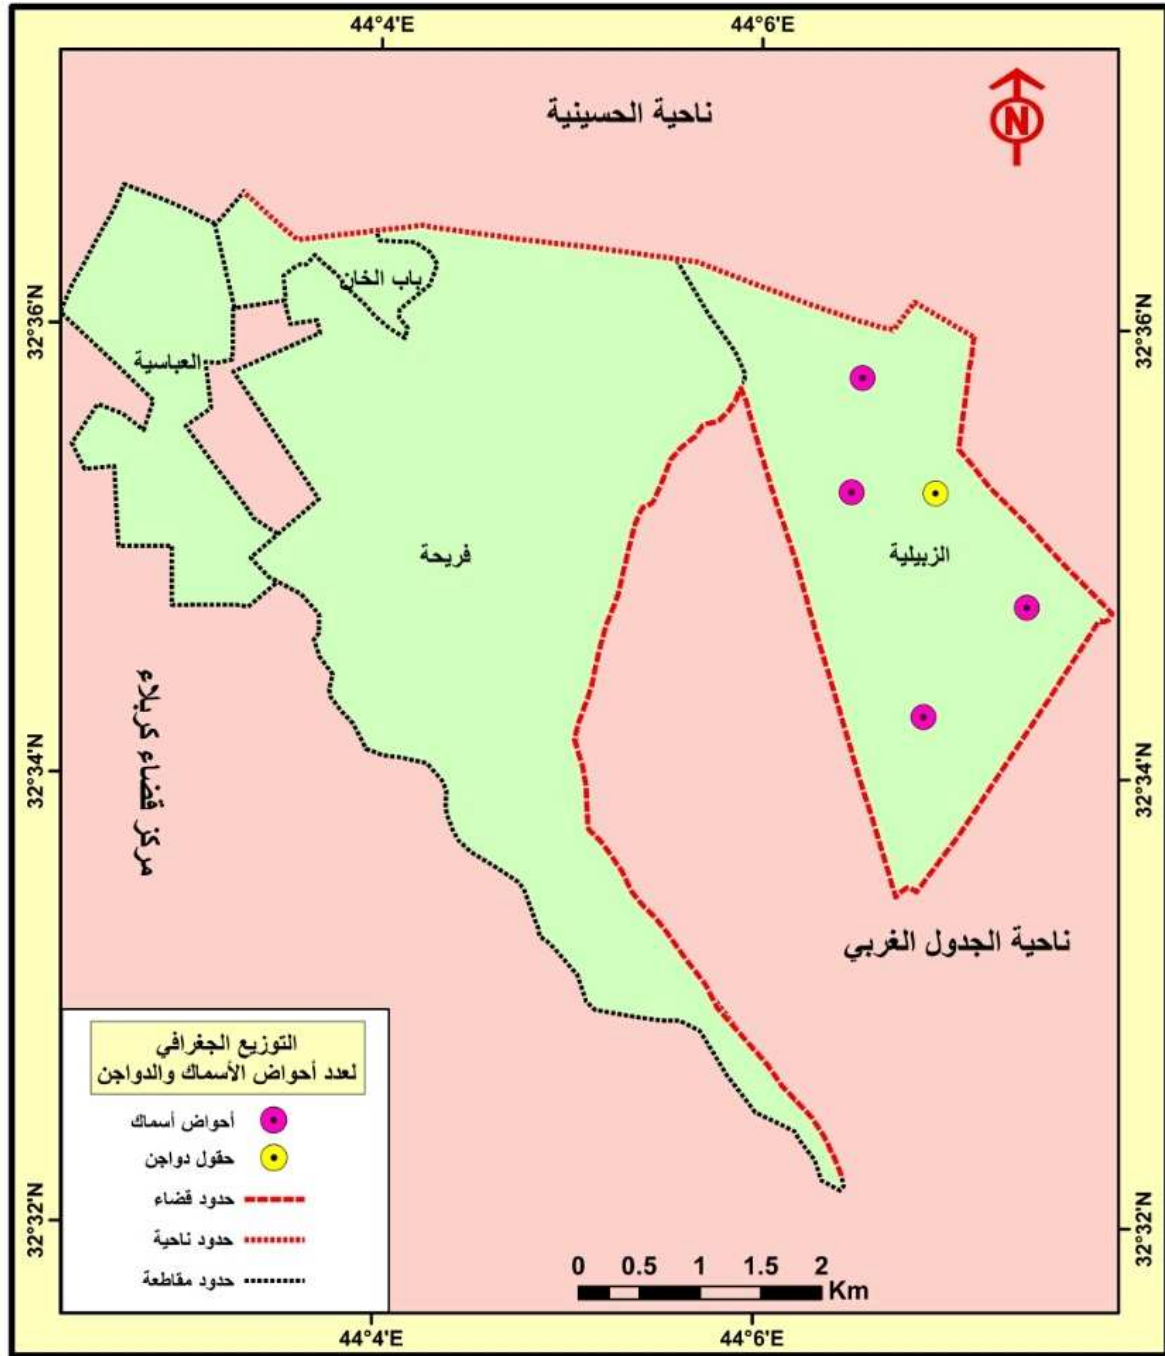 44°4'E
44°6'E
ناحية الحسينية
N
باب الخان
32°36'N
32°36'N
العباسية
فريحة
الزبيلية
مركز قضاء كربلاء
32°34'N
32°34'N
ناحية الجدول الغربي
التوزيع الجغرافي
لعدد أحواض الأسماك والدواجن
أحواض أسماك
حقول دواجن
حدود قضاء
حدود ناحية
حدود مقاطعة
32°32'N
32°32'N
0 0.5 1 1.5 2
Km
44°4'E
44°6'E